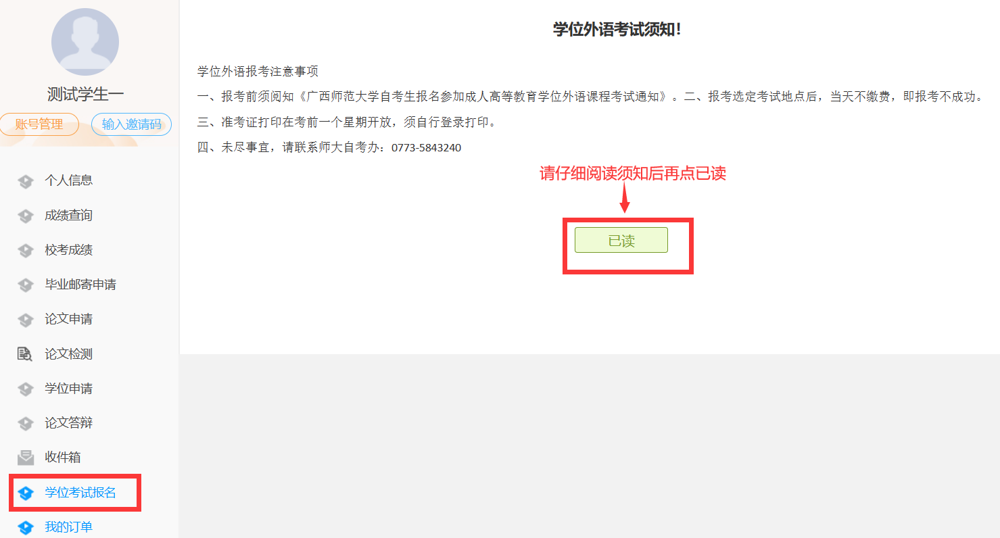 测试学生一
账号管理
输入邀请码
个人信息
成绩查询
校考成绩
毕业邮寄申请
论文申请
论文检测
学位申请
论文答辩
收件箱
学位考试报名
我的订单
学位外语考试须知!
学位外语报考注意事项
一、报考前须阅知《广西师范大学自考生报名参加成人高等教育学位外语课程考试通知》。二、报考选定考试地点后，当天不缴费，即报考不成功。
三、准考证打印在考前一个星期开放，须自行登录打印。
四、未尽事宜，请联系师大自考办：0773-5843240
请仔细阅读须知后再点已读
已读